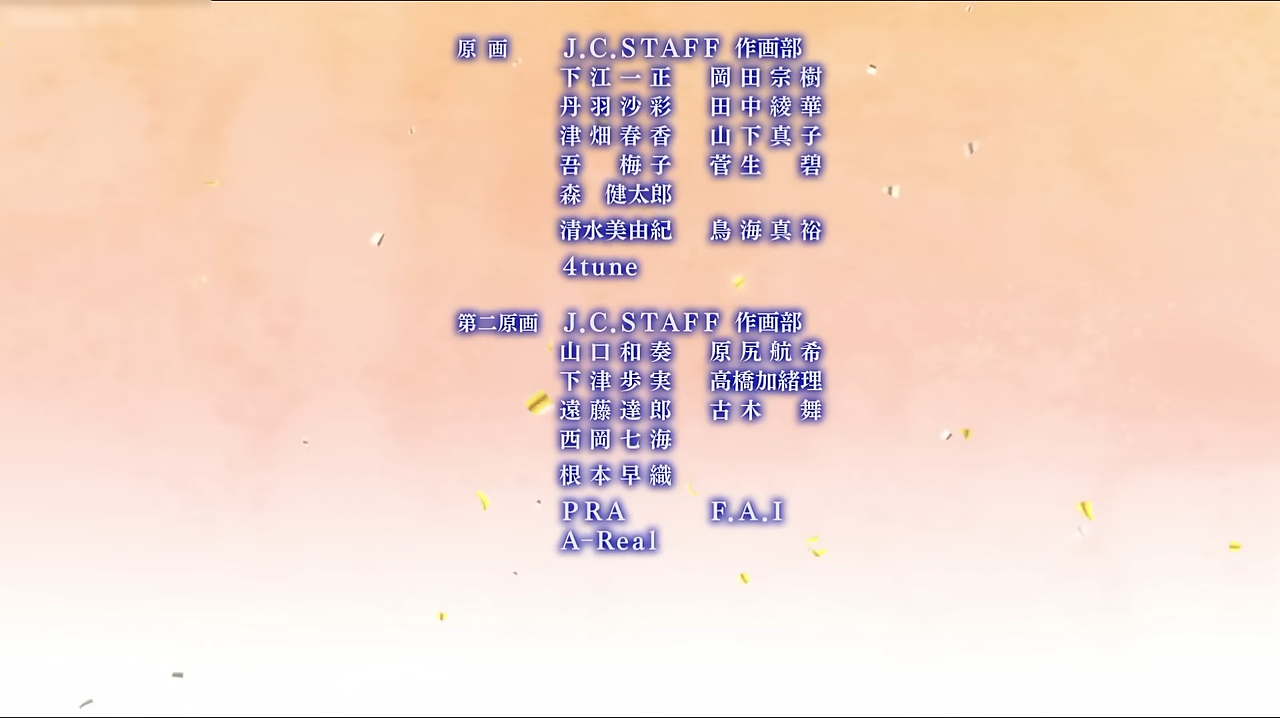 原画 J.C.STAFF 作画部
下江一正 岡田宗樹
丹羽沙彩 田中綾華
津畑春香 山下真子
吾 梅子 菅生 碧
森 健太郎
清水美由紀 鳥海真裕
4tune
第二原画 J.C.STAFF 作画部
山口和奏 原尻航希
下津歩実 高橋加緒理
遠藤達郎 古木 舞
西岡七海
根本早織
PRA F.A.I
A-Real